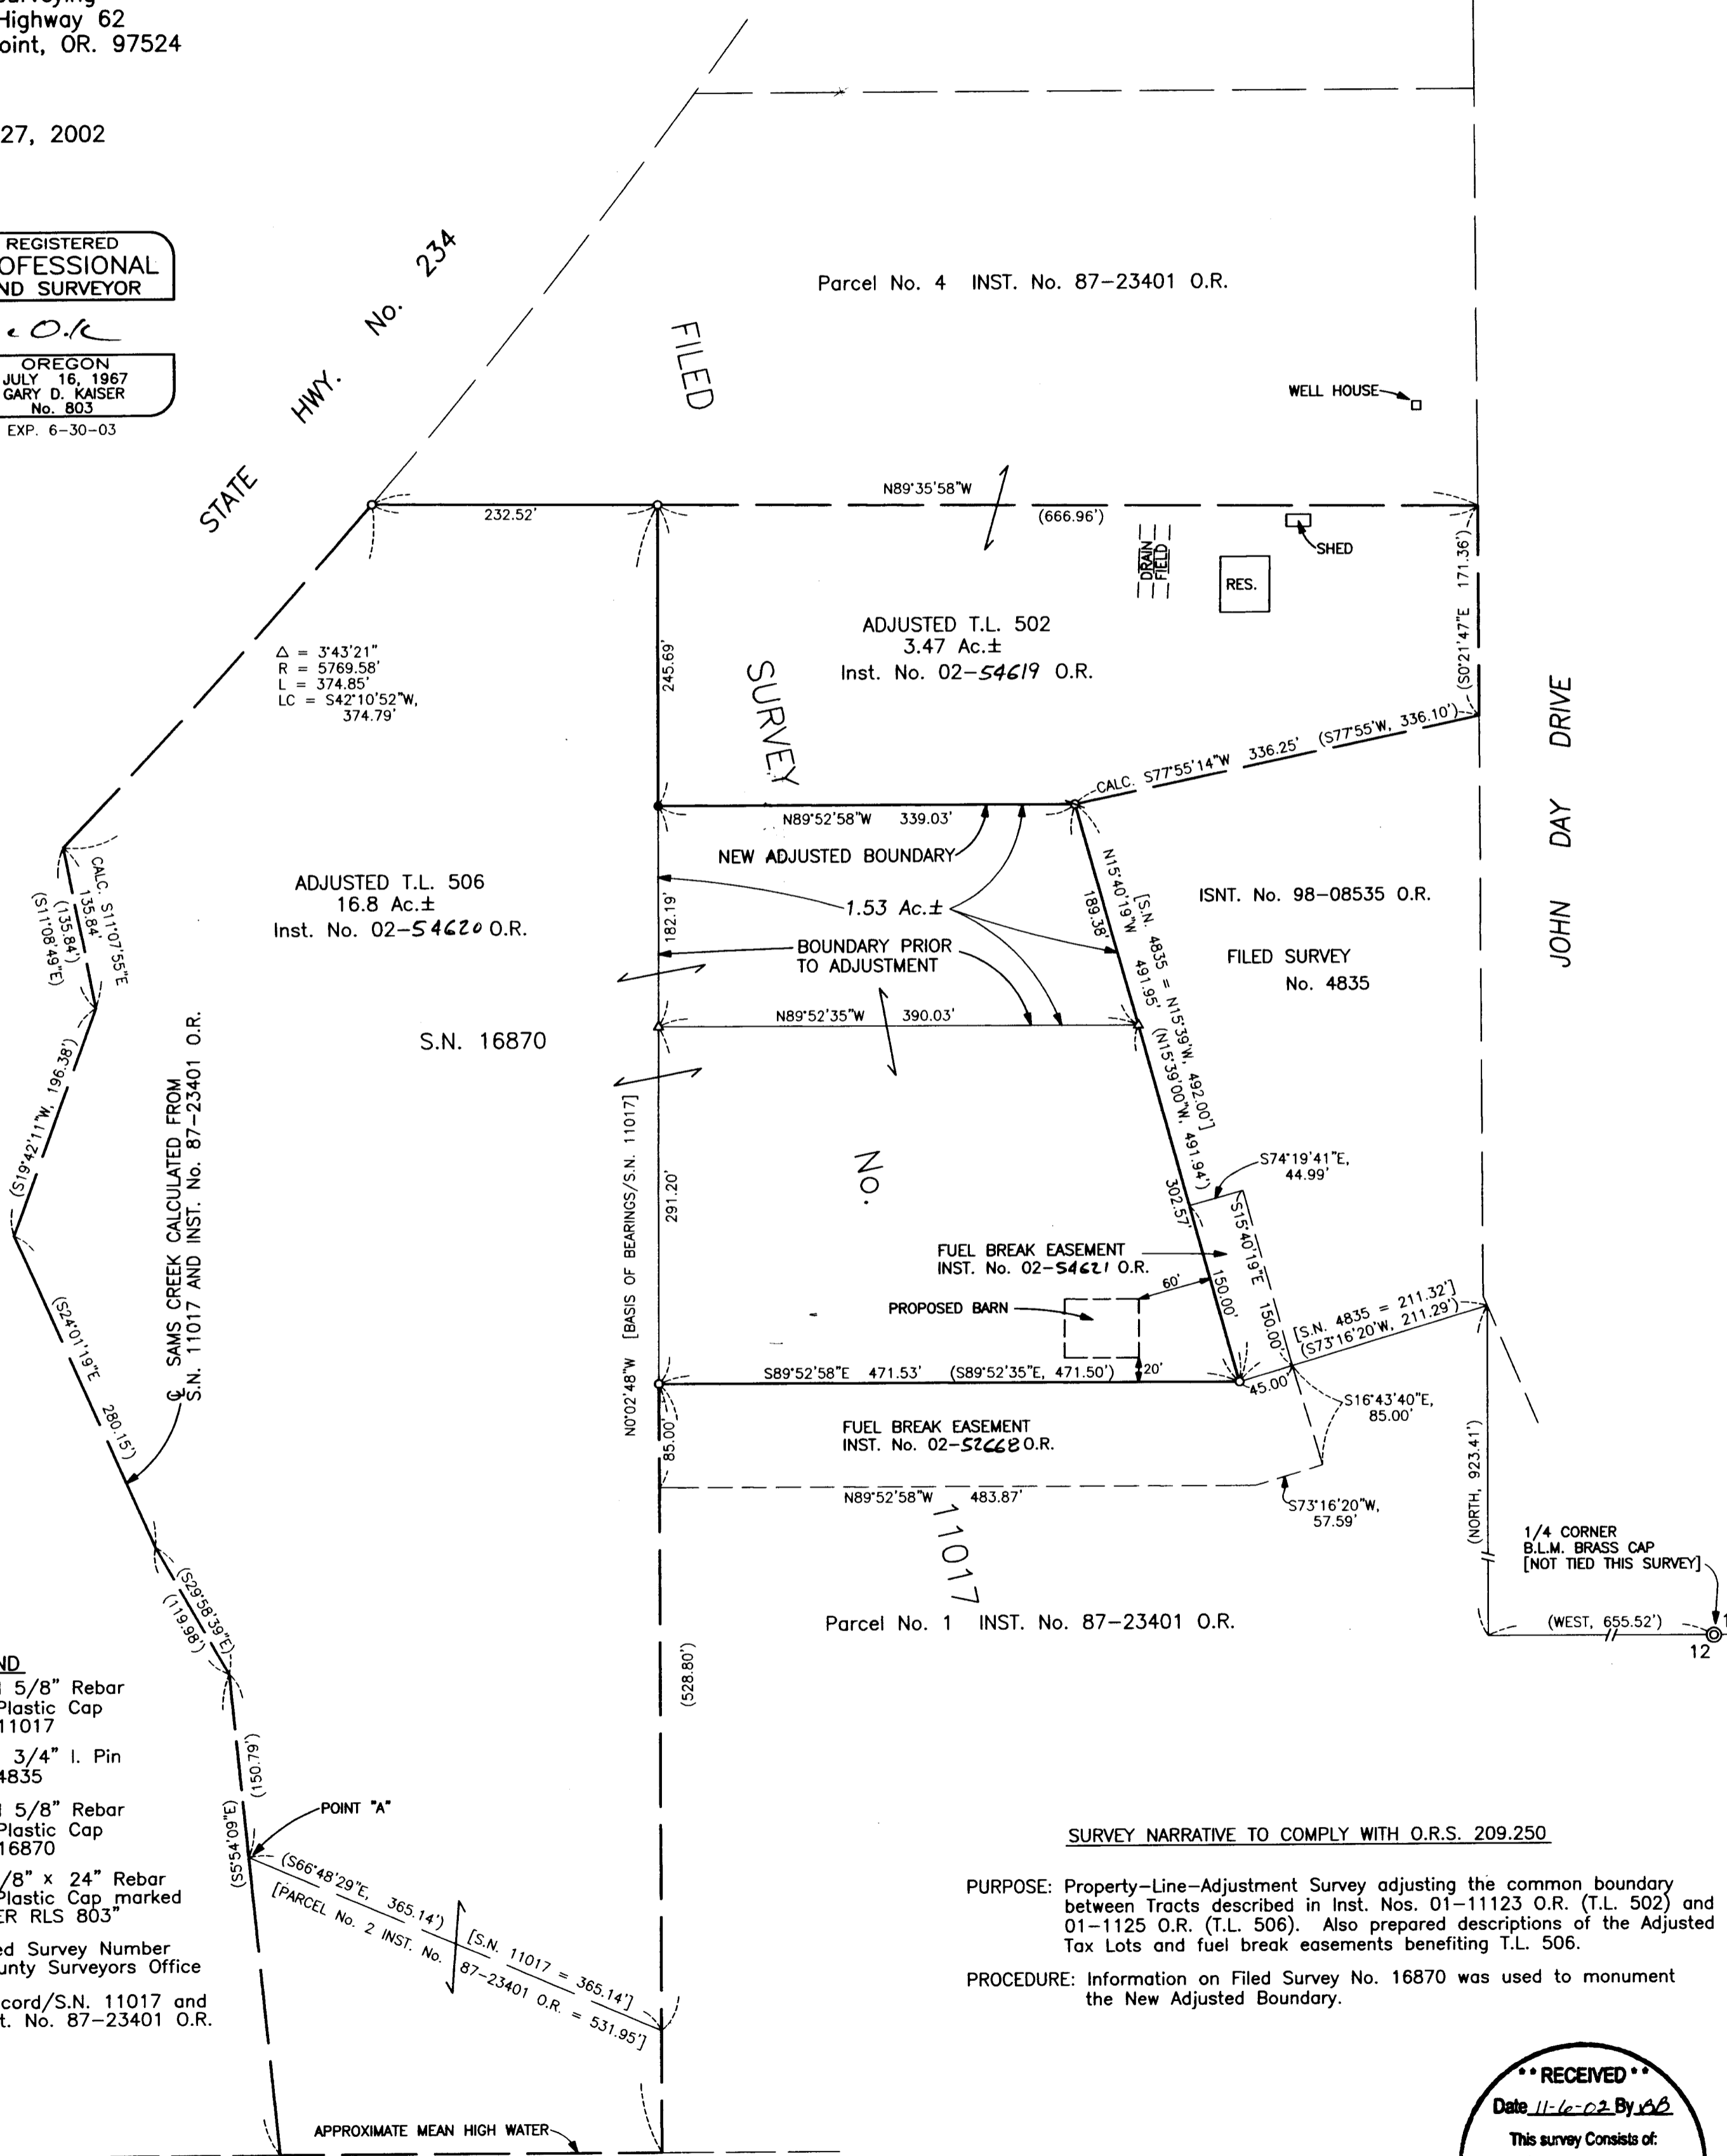 Surveying
Highway 62
Point, OR. 97524
27, 2002
REGISTERED
OFESSIONAL
ND SURVEYOR
OREGON
JULY 16, 1967
GARY D. KAISER
No. 803
EXP. 6-30-03
STATE HWY. No. 234
Parcel No. 4 INST. No. 87-23401 O.R.
FILED
WELL HOUSE
N89°35'58"W
232.52'
(666.96')
DRAIN
FIELD
SHED
RES.
(S0°21'47"E 171.36')
Δ = 3°43'21"
R = 5769.58'
L = 374.85'
LC = S42°10'52"W,
374.79'
245.69'
ADJUSTED T.L. 502
3.47 Ac.±
Inst. No. 02-54619 O.R.
SURVEY
JOHN DAY DRIVE
CALC. S77°55'14"W 336.25' (S77°55'W, 336.10')
N89°52'58"W 339.03'
NEW ADJUSTED BOUNDARY
CALC. S11°07'55"E
135.84'
(135.84')
(S11°08'49"E)
ADJUSTED T.L. 506
16.8 Ac.±
Inst. No. 02-54620 O.R.
182.19'
1.53 Ac.±
BOUNDARY PRIOR
TO ADJUSTMENT
N15°40'19"W
189.38'
[S.N. 4835 = N15°39'W, 492.00']
491.95' (N15°39'00"W, 491.94')
ISNT. No. 98-08535 O.R.
FILED SURVEY
No. 4835
S.N. 16870
N89°52'35"W 390.03'
(S19°42'11"W, 196.38')
℄ SAMS CREEK CALCULATED FROM
S.N. 11017 AND INST. No. 87-23401 O.R.
N0°02'48"W [BASIS OF BEARINGS/S.N. 11017]
291.20'
No.
302.57'
S74°19'41"E,
44.99'
S15°40'19"E 150.00'
FUEL BREAK EASEMENT
INST. No. 02-54621 O.R.
60'
150.00'
PROPOSED BARN
[S.N. 4835 = 211.32']
(S73°16'20"W, 211.29')
(S24°01'19"E 280.15')
S89°52'58"E 471.53' (S89°52'35"E, 471.50')
20'
45.00'
S16°43'40"E,
85.00'
85.00'
FUEL BREAK EASEMENT
INST. No. 02-52668 O.R.
N89°52'58"W 483.87'
S73°16'20"W,
57.59'
(NORTH, 923.41')
11017
1/4 CORNER
B.L.M. BRASS CAP
[NOT TIED THIS SURVEY]
(S29°58'39"E)
(119.98')
Parcel No. 1 INST. No. 87-23401 O.R.
(WEST, 655.52')
12
1
(528.80')
ND
5/8" Rebar
Plastic Cap
11017
3/4" I. Pin
4835
5/8" Rebar
Plastic Cap
16870
/8" x 24" Rebar
Plastic Cap marked
ER RLS 803"
ed Survey Number
unty Surveyors Office
cord/S.N. 11017 and
t. No. 87-23401 O.R.
(150.79')
(S5°54'09"E)
POINT "A"
(S66°48'29"E, 365.14') [S.N. 11017 = 365.14']
[PARCEL No. 2 INST. No. 87-23401 O.R. = 531.95']
APPROXIMATE MEAN HIGH WATER
SURVEY NARRATIVE TO COMPLY WITH O.R.S. 209.250
PURPOSE: Property-Line-Adjustment Survey adjusting the common boundary
between Tracts described in Inst. Nos. 01-11123 O.R. (T.L. 502) and
01-1125 O.R. (T.L. 506). Also prepared descriptions of the Adjusted
Tax Lots and fuel break easements benefiting T.L. 506.
PROCEDURE: Information on Filed Survey No. 16870 was used to monument
the New Adjusted Boundary.
**RECEIVED**
Date 11-6-02 By BB
This survey Consists of: